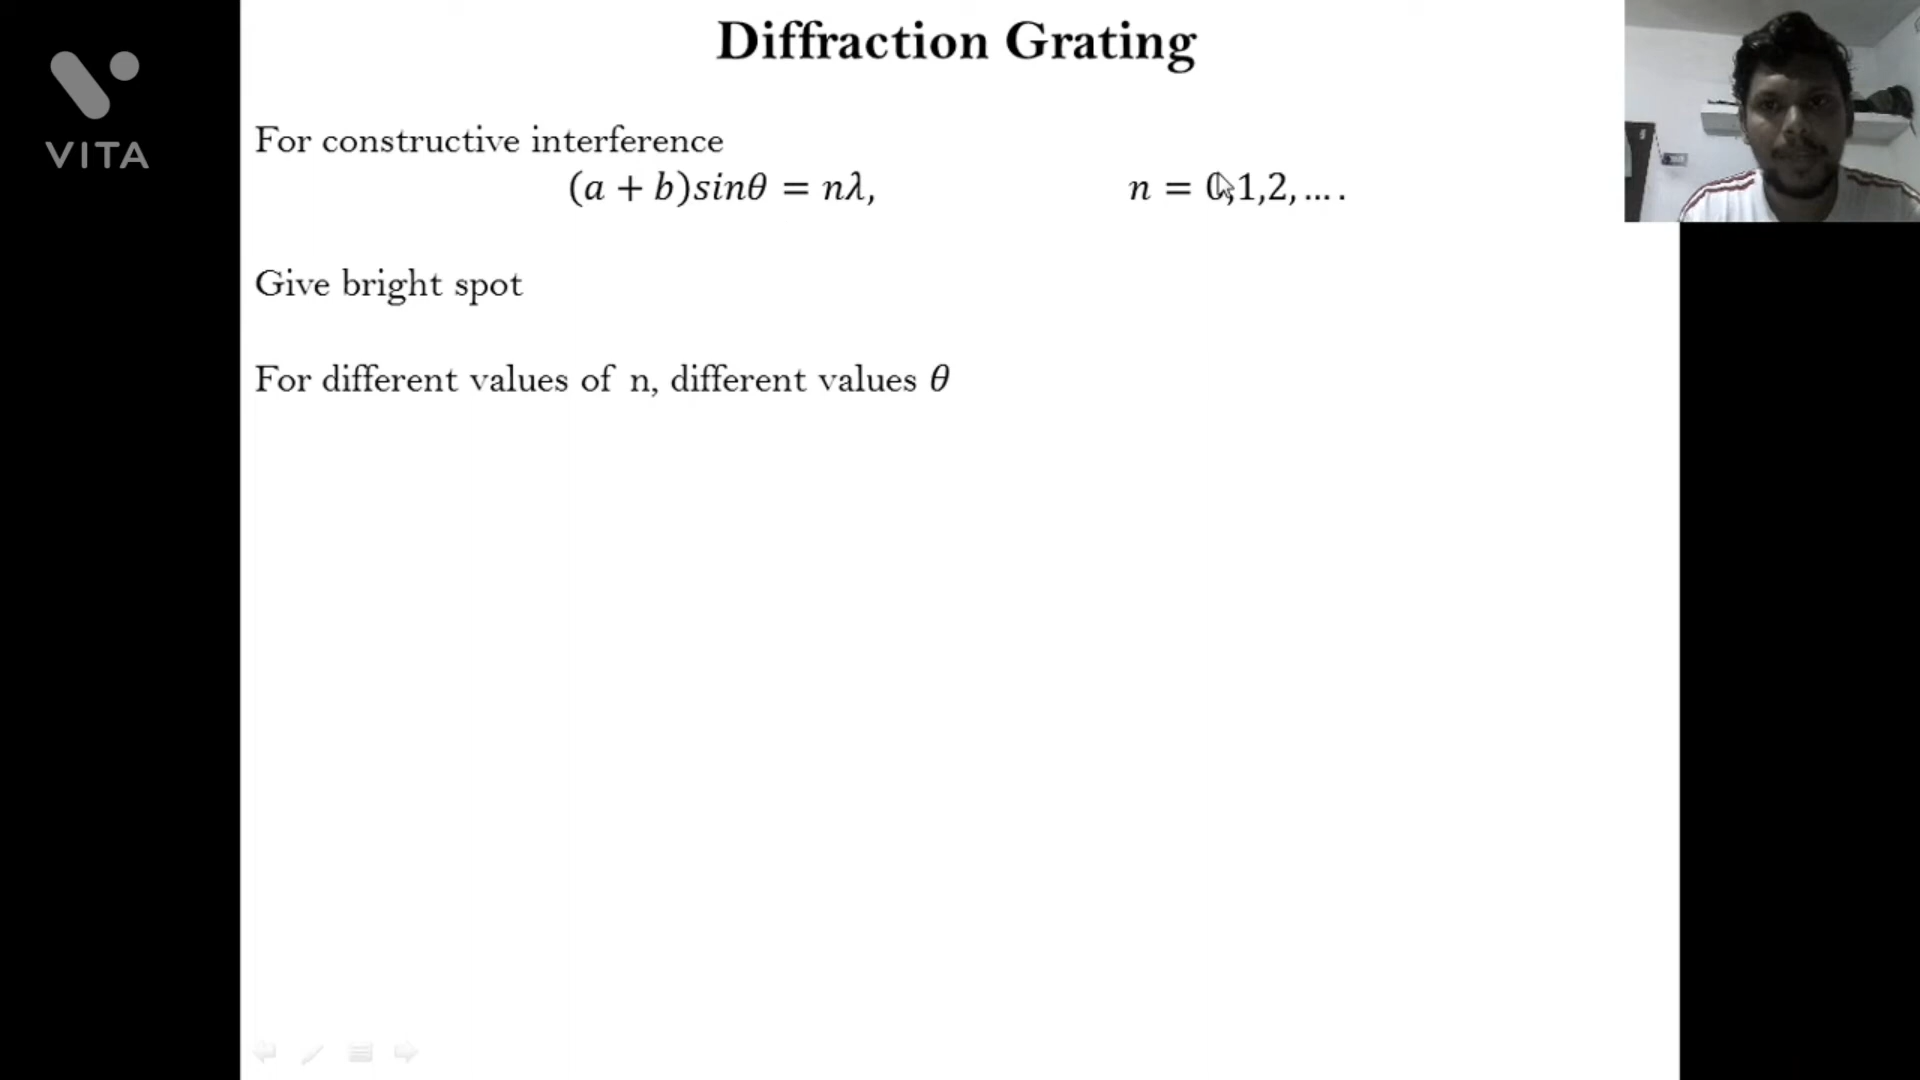 Diffraction Grating
VITA
For constructive interference
(a + b)sinθ = nλ, n = 0,1,2, ... .
Give bright spot
For different values of n, different values θ